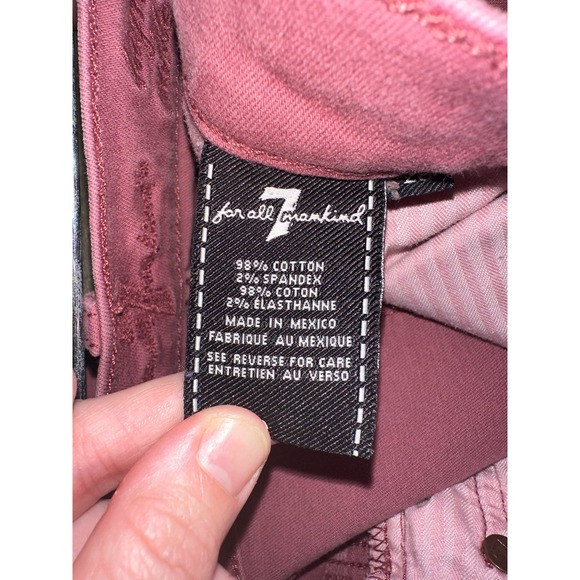 7
for all mankind
98% COTTON
2% SPANDEX
98% COTON
2% ÉLASTHANNE
MADE IN MEXICO
FABRIQUÉ AU MEXIQUE
SEE REVERSE FOR CARE
ENTRETIEN AU VERSO